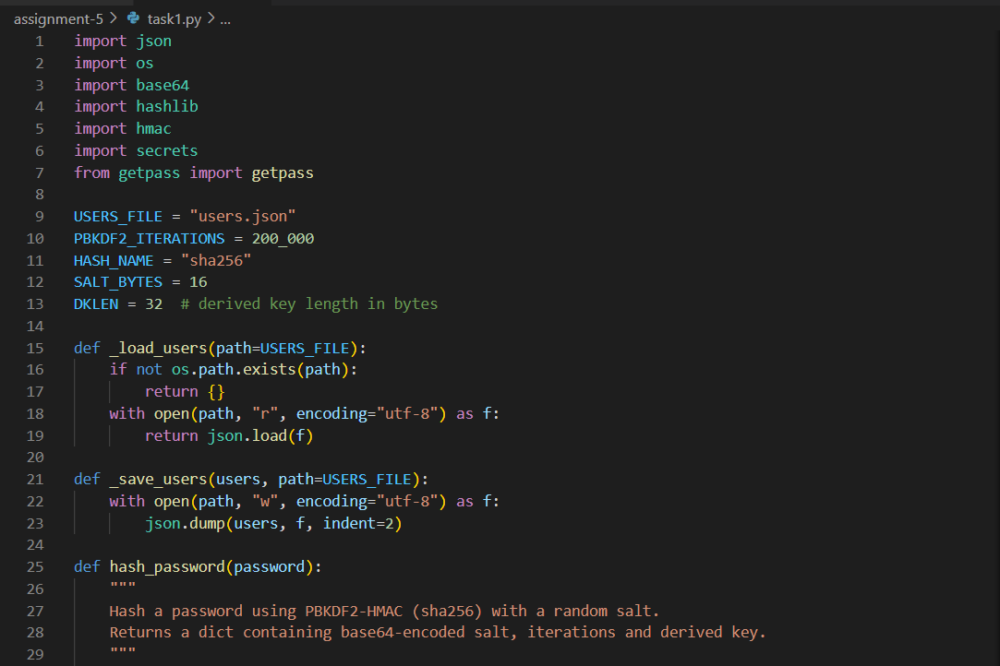 assignment-5 > task1.py > ...
1 import json
2 import os
3 import base64
4 import hashlib
5 import hmac
6 import secrets
7 from getpass import getpass
8
9 USERS_FILE = "users.json"
10 PBKDF2_ITERATIONS = 200_000
11 HASH_NAME = "sha256"
12 SALT_BYTES = 16
13 DKLEN = 32  # derived key length in bytes
14
15 def _load_users(path=USERS_FILE):
16     if not os.path.exists(path):
17         return {}
18     with open(path, "r", encoding="utf-8") as f:
19         return json.load(f)
20
21 def _save_users(users, path=USERS_FILE):
22     with open(path, "w", encoding="utf-8") as f:
23         json.dump(users, f, indent=2)
24
25 def hash_password(password):
26     """
27     Hash a password using PBKDF2-HMAC (sha256) with a random salt.
28     Returns a dict containing base64-encoded salt, iterations and derived key.
29     """